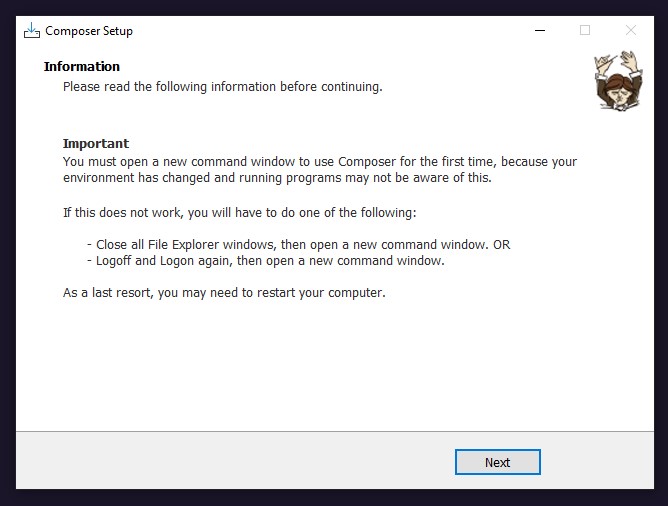 Composer Setup
Information
Please read the following information before continuing.
Important
You must open a new command window to use Composer for the first time, because your
environment has changed and running programs may not be aware of this.
If this does not work, you will have to do one of the following:
- Close all File Explorer windows, then open a new command window. OR
- Logoff and Logon again, then open a new command window.
As a last resort, you may need to restart your computer.
Next